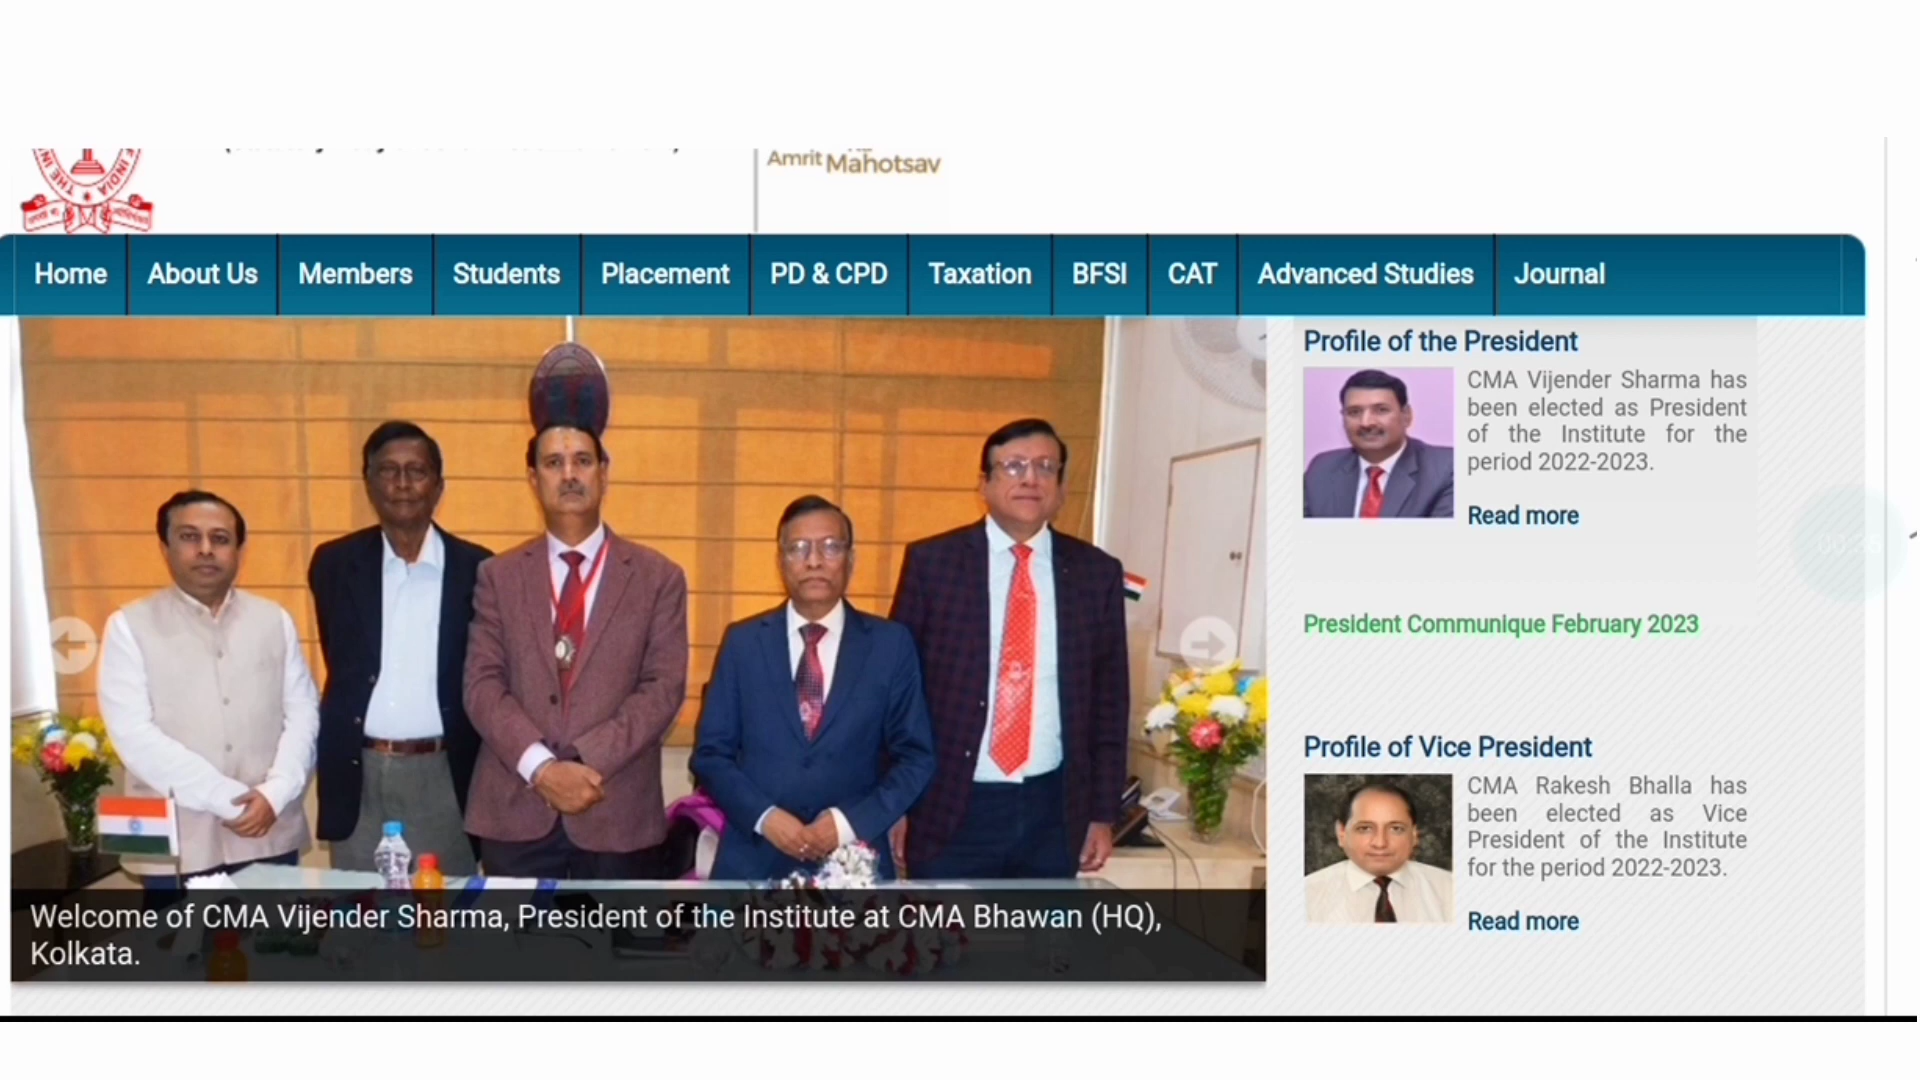 Amrit Mahotsav
Home About Us Members Students Placement PD & CPD Taxation BFSI CAT Advanced Studies Journal
Welcome of CMA Vijender Sharma, President of the Institute at CMA Bhawan (HQ),
Kolkata.
Profile of the President
CMA Vijender Sharma has
been elected as President
of the Institute for the
period 2022-2023.
Read more
President Communique February 2023
Profile of Vice President
CMA Rakesh Bhalla has
been elected as Vice
President of the Institute
for the period 2022-2023.
Read more